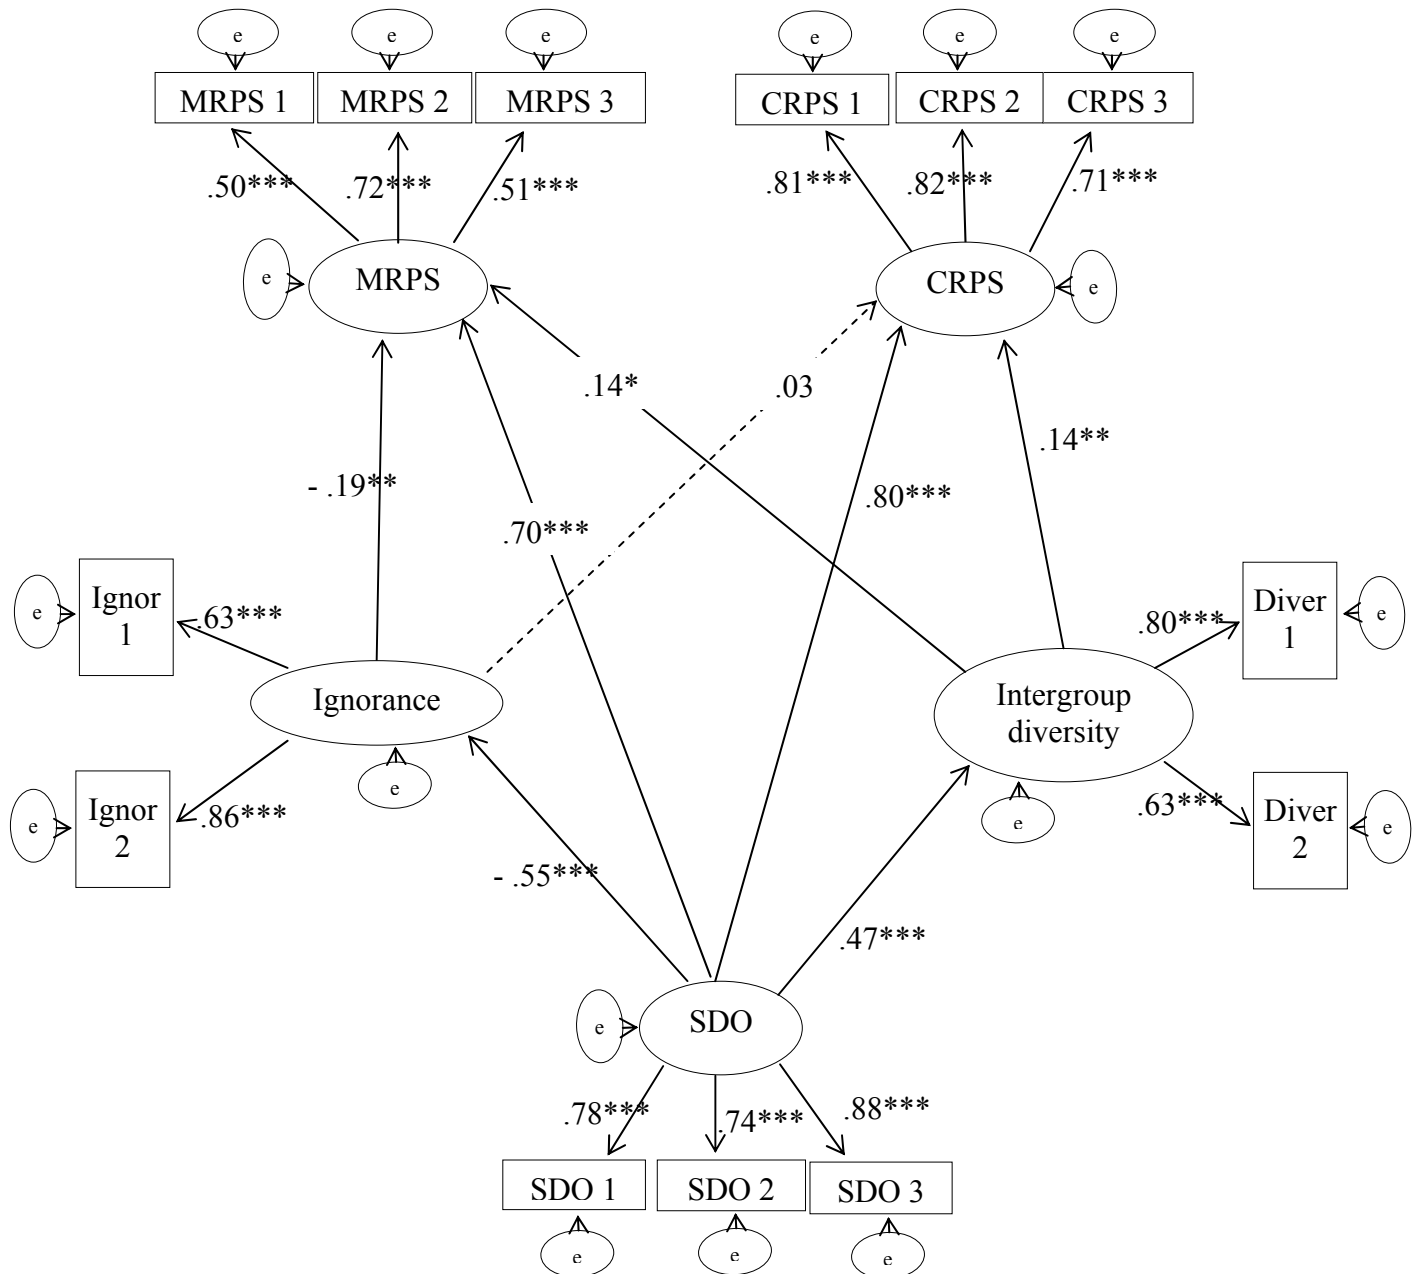 e e e e e e
MRPS 1 MRPS 2 MRPS 3 CRPS 1 CRPS 2 CRPS 3
.50*** .72*** .51*** .81*** .82*** .71***
e MRPS CRPS e
.14* .03
.14**
- .19** .80***
.70***
e Ignor
1
.63*** .80*** Diver
1
e
Ignorance Intergroup
diversity
e e
e Ignor
2
.86*** .63*** Diver
2
e
- .55***
.47***
e SDO
.78*** .74*** .88***
SDO 1 SDO 2 SDO 3
e e e